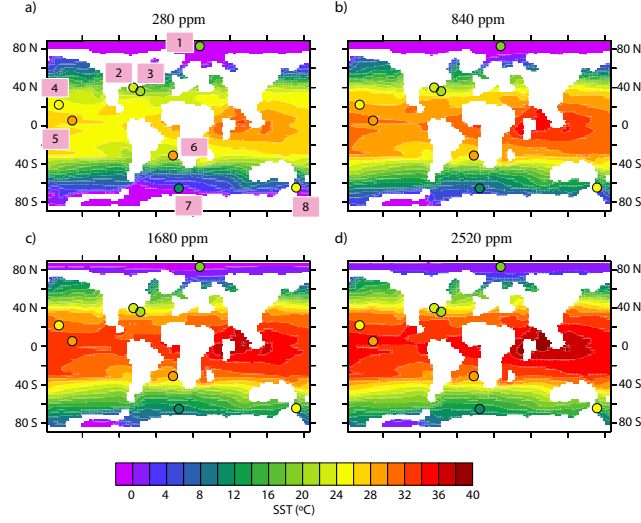 a) 280 ppm b) 840 ppm
1
80 N 80 N
2 3
4
40 N 40 N
0 0
5
6
40 S 40 S
7 8
80 S 80 S
c) 1680 ppm d) 2520 ppm
80 N 80 N
40 N 40 N
0 0
40 S 40 S
80 S 80 S
0 4 8 12 16 20 24 28 32 36 40
SST (ºC)